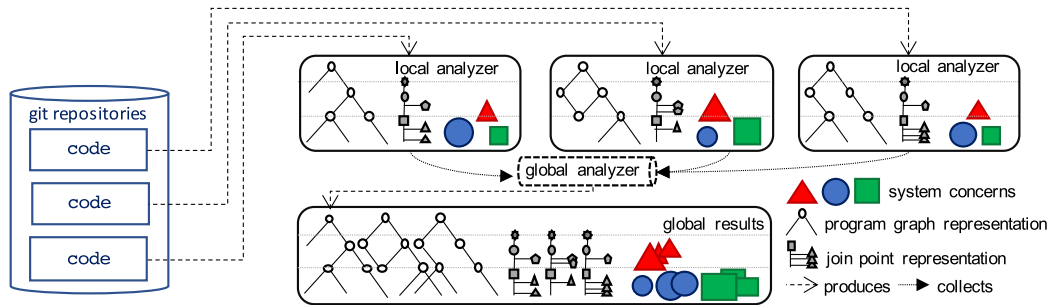 git repositories
code
code
code
local analyzer
local analyzer
local analyzer
global analyzer
global results
system concerns
program graph representation
join point representation
produces
collects